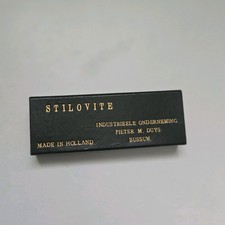 STILOVITE
INDUSTRIEELE ONDERNEMING
PIETER M. DUYS
MADE IN HOLLAND BUSSUM